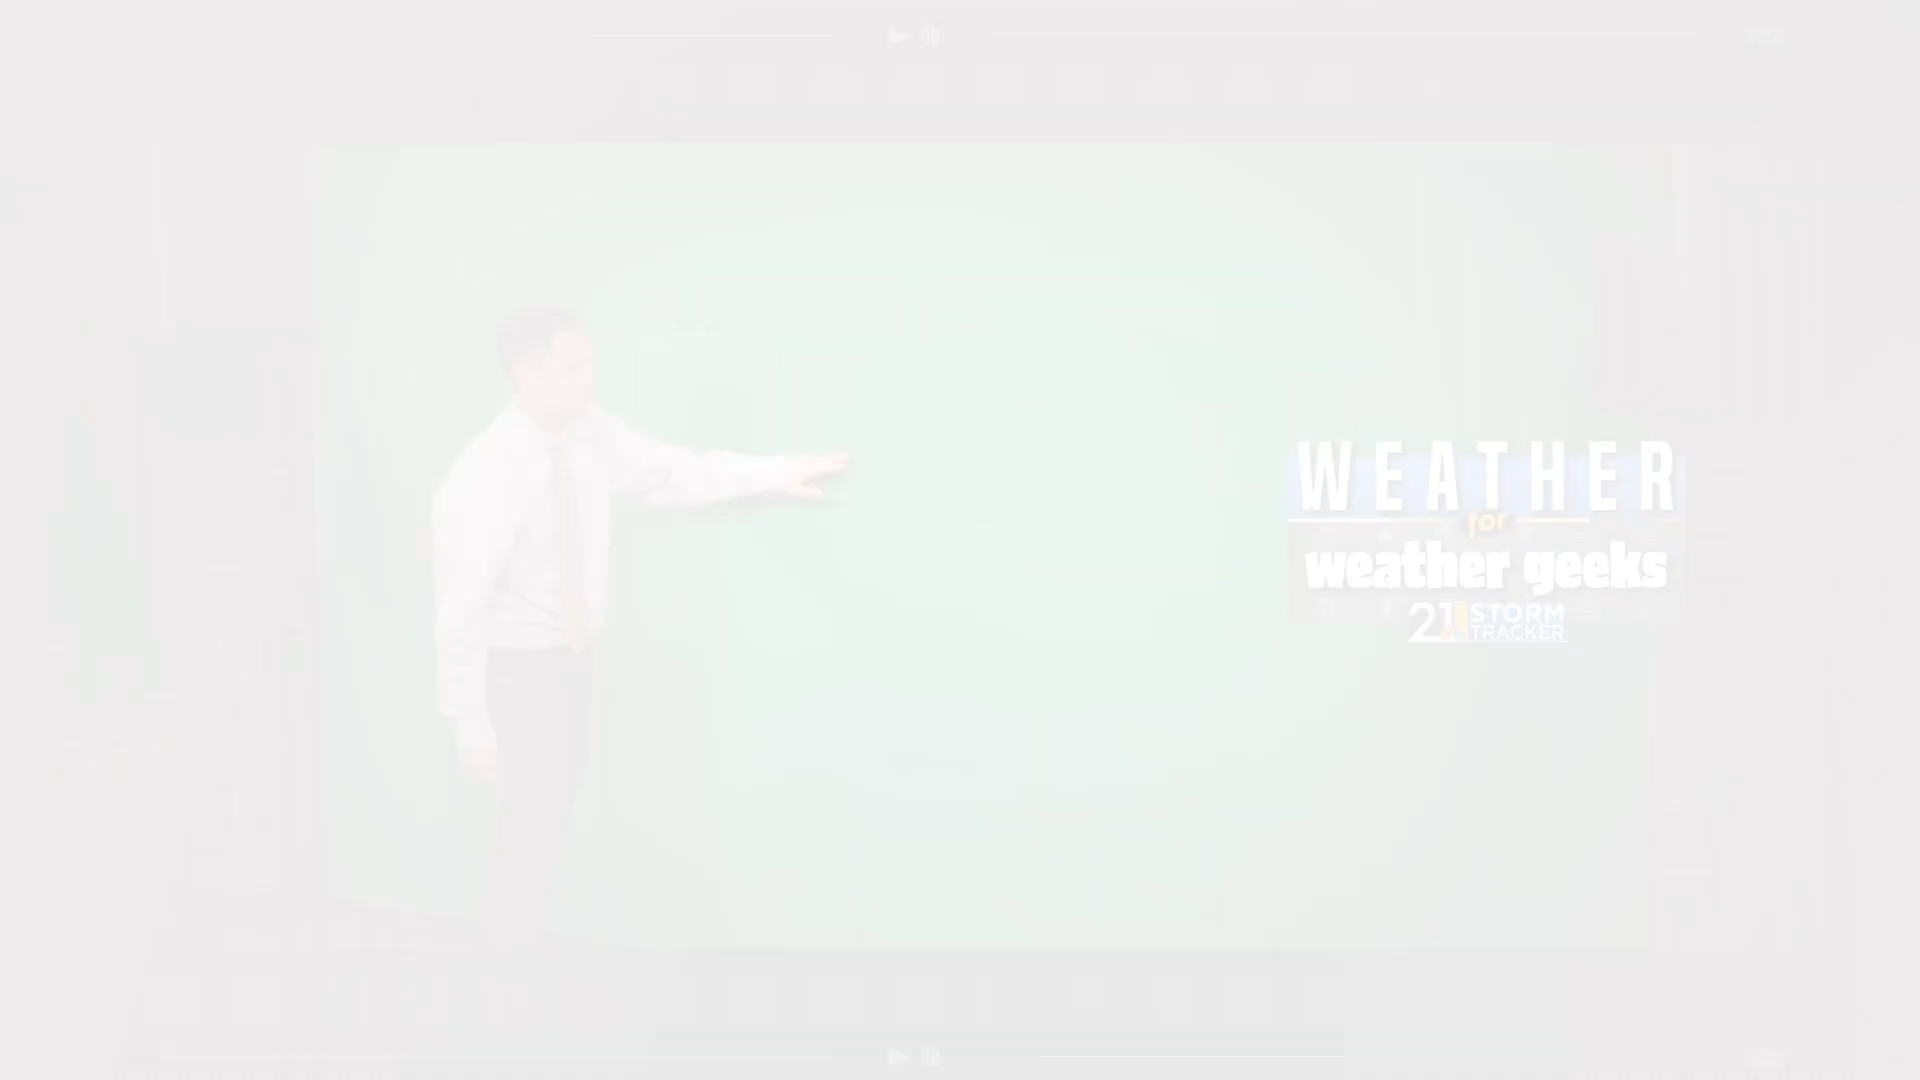 WEATHER
for
weather geeks
21 STORM
TRACKER